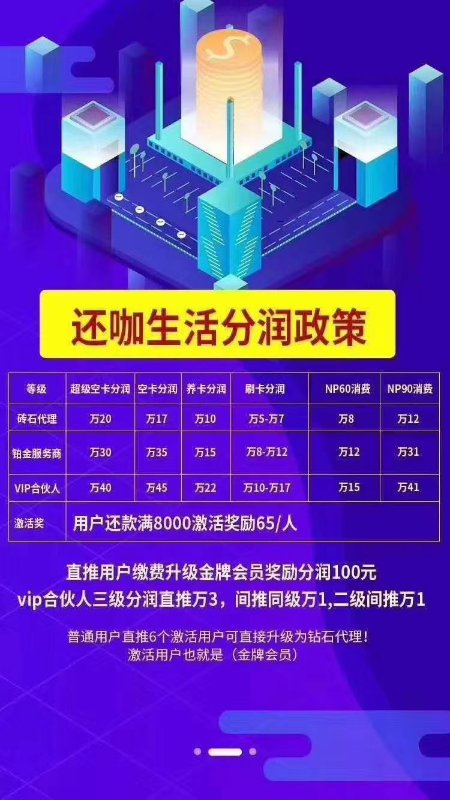 还咖生活分润政策
等级 超级空卡分润 空卡分润 养卡分润 刷卡分润 NP60消费 NP90消费
砖石代理 万20 万17 万10 万5-万7 万8 万12
铂金服务商 万30 万35 万15 万8-万12 万12 万31
VIP合伙人 万40 万45 万22 万10-万17 万15 万41
激活奖 用户还款满8000激活奖励65/人
直推用户缴费升级金牌会员奖励分润100元
vip合伙人三级分润直推万3，间推同级万1,二级间推万1
普通用户直推6个激活用户可直接升级为钻石代理！
激活用户也就是（金牌会员）